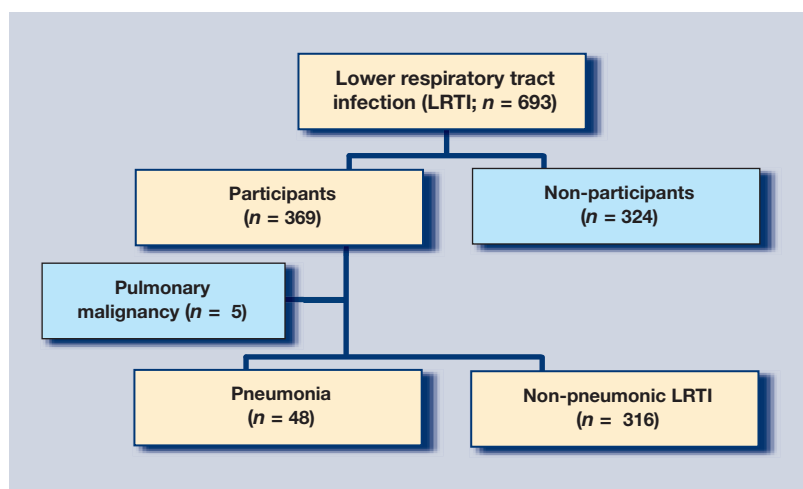 Lower respiratory tract
infection (LRTI; n = 693)
Participants
(n = 369)
Non-participants
(n = 324)
Pulmonary
malignancy (n = 5)
Pneumonia
(n = 48)
Non-pneumonic LRTI
(n = 316)